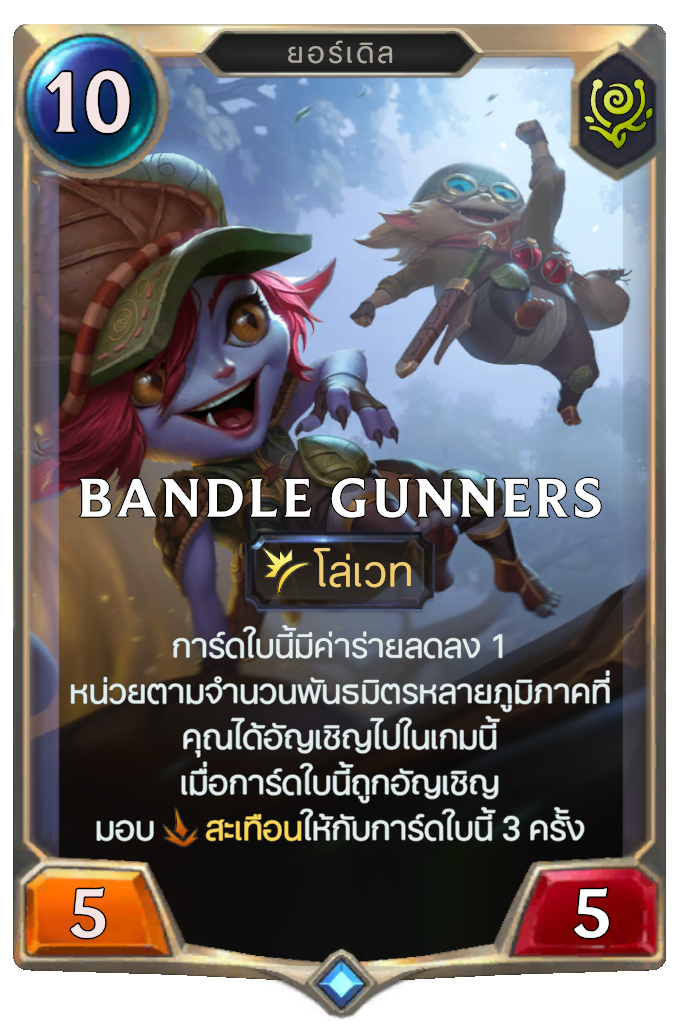 ยอร์เดิล
10
BANDLE GUNNERS
โล่เวท
การ์ดใบนี้มีค่าร่ายลดลง 1
หน่วยตามจำนวนพันธมิตรหลายภูมิภาคที่
คุณได้อัญเชิญไปในเกมนี้
เมื่อการ์ดใบนี้ถูกอัญเชิญ
มอบ สะเทือนให้กับการ์ดใบนี้ 3 ครั้ง
5
5